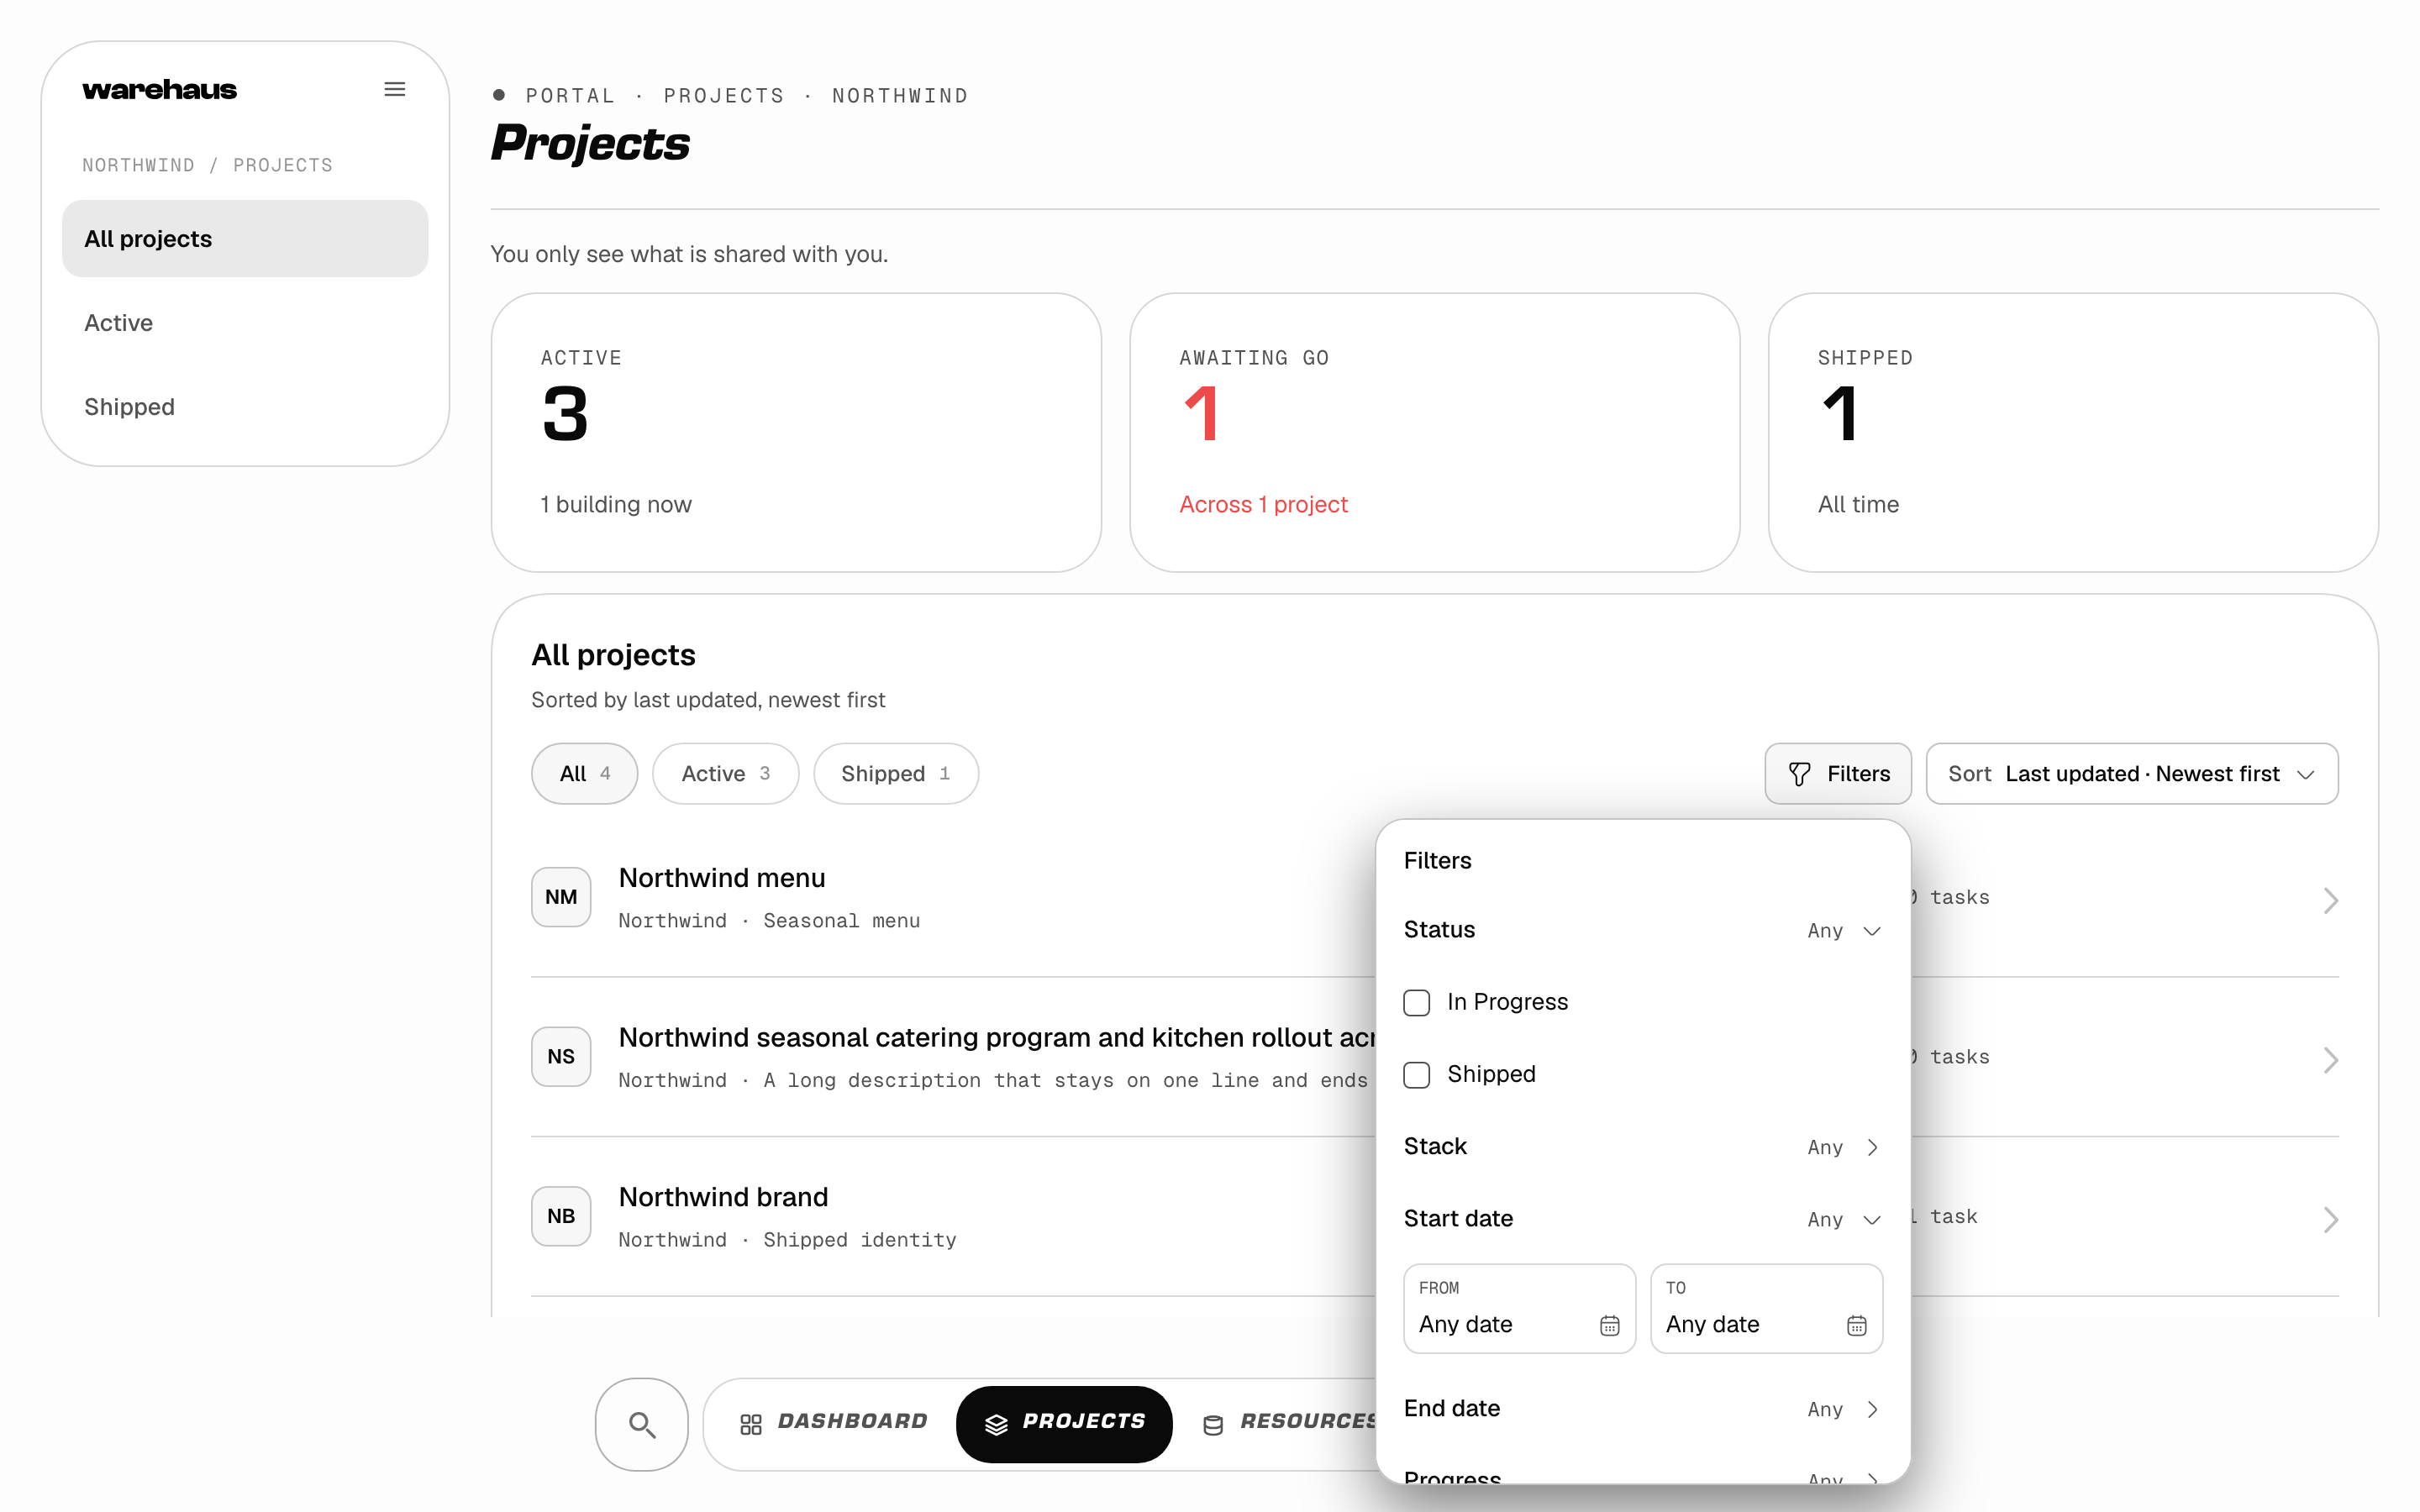 warehaus
NORTHWIND / PROJECTS
All projects
Active
Shipped
PORTAL · PROJECTS · NORTHWIND
Projects
You only see what is shared with you.
ACTIVE
3
1 building now
AWAITING GO
1
Across 1 project
SHIPPED
1
All time
All projects
Sorted by last updated, newest first
All 4
Active 3
Shipped 1
Filters
Sort Last updated · Newest first
NM
Northwind menu
Northwind · Seasonal menu
tasks
NS
Northwind seasonal catering program and kitchen rollout
Northwind · A long description that stays on one line and ends
tasks
NB
Northwind brand
Northwind · Shipped identity
task
Filters
Status Any
In Progress
Shipped
Stack Any
Start date Any
FROM
Any date
TO
Any date
End date Any
Progress Any
DASHBOARD
PROJECTS
RESOURCES